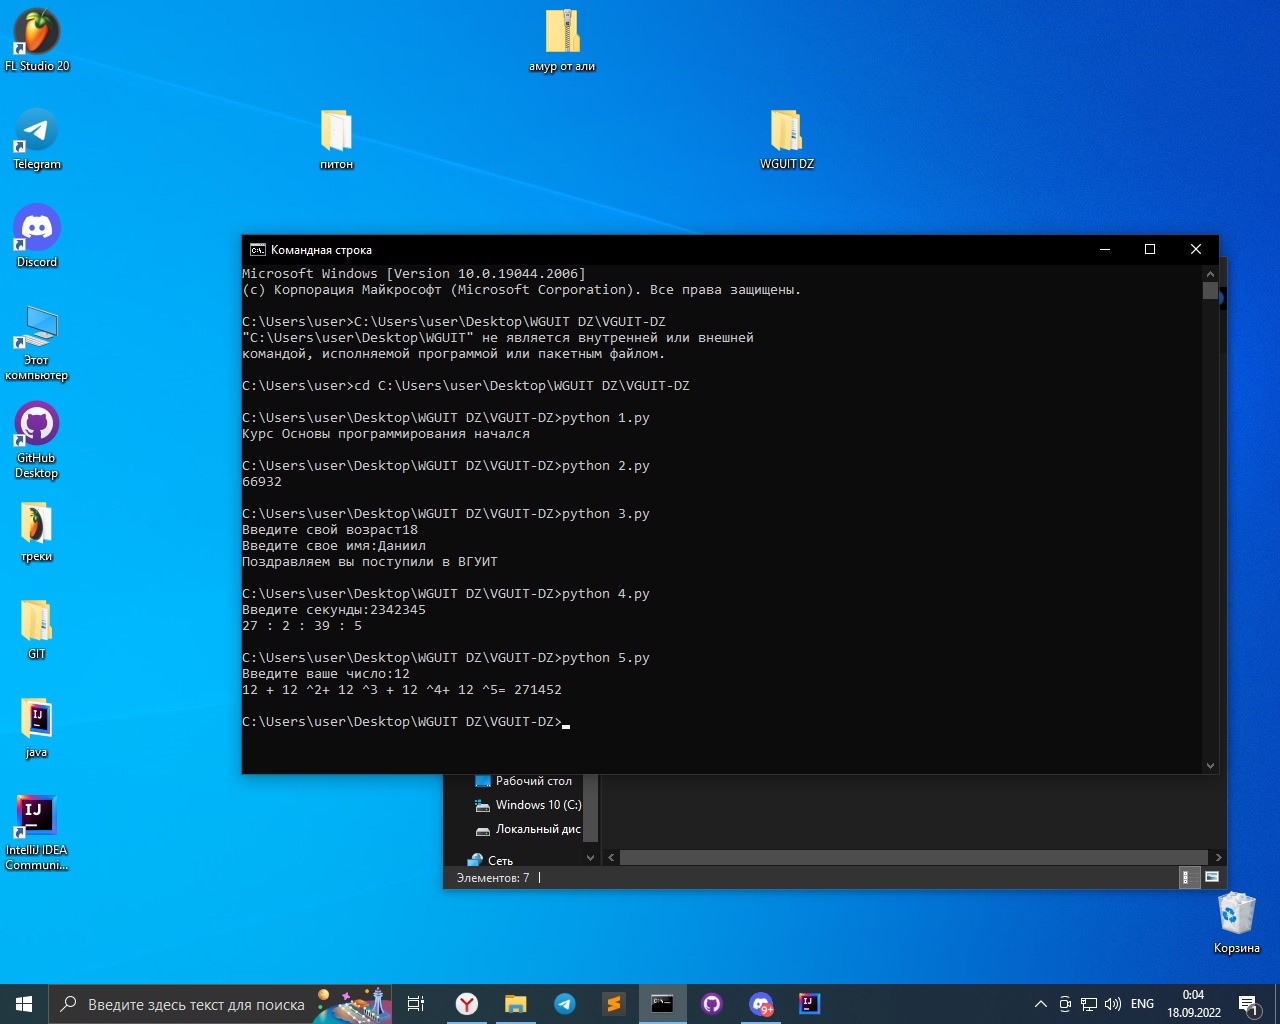 FL Studio 20
амур от али
Telegram
питон
WGUIT DZ
Discord
Этот
компьютер
GitHub
Desktop
треки
GIT
java
IntelliJ IDEA
Communi...
Командная строка
Microsoft Windows [Version 10.0.19044.2006]
(c) Корпорация Майкрософт (Microsoft Corporation). Все права защищены.
C:\Users\user>C:\Users\user\Desktop\WGUIT DZ\VGUIT-DZ
"C:\Users\user\Desktop\WGUIT" не является внутренней или внешней
командой, исполняемой программой или пакетным файлом.
C:\Users\user>cd C:\Users\user\Desktop\WGUIT DZ\VGUIT-DZ
C:\Users\user\Desktop\WGUIT DZ\VGUIT-DZ>python 1.py
Курс Основы программирования начался
C:\Users\user\Desktop\WGUIT DZ\VGUIT-DZ>python 2.py
66932
C:\Users\user\Desktop\WGUIT DZ\VGUIT-DZ>python 3.py
Введите свой возраст18
Введите свое имя:Даниил
Поздравляем вы поступили в ВГУИТ
C:\Users\user\Desktop\WGUIT DZ\VGUIT-DZ>python 4.py
Введите секунды:2342345
27 : 2 : 39 : 5
C:\Users\user\Desktop\WGUIT DZ\VGUIT-DZ>python 5.py
Введите ваше число:12
12 + 12 ^2+ 12 ^3 + 12 ^4+ 12 ^5= 271452
C:\Users\user\Desktop\WGUIT DZ\VGUIT-DZ>
Рабочий стол
Windows 10 (C:)
Локальный дис
Сеть
Элементов: 7
Корзина
Введите здесь текст для поиска
9+
ENG
0:04
18.09.2022
1